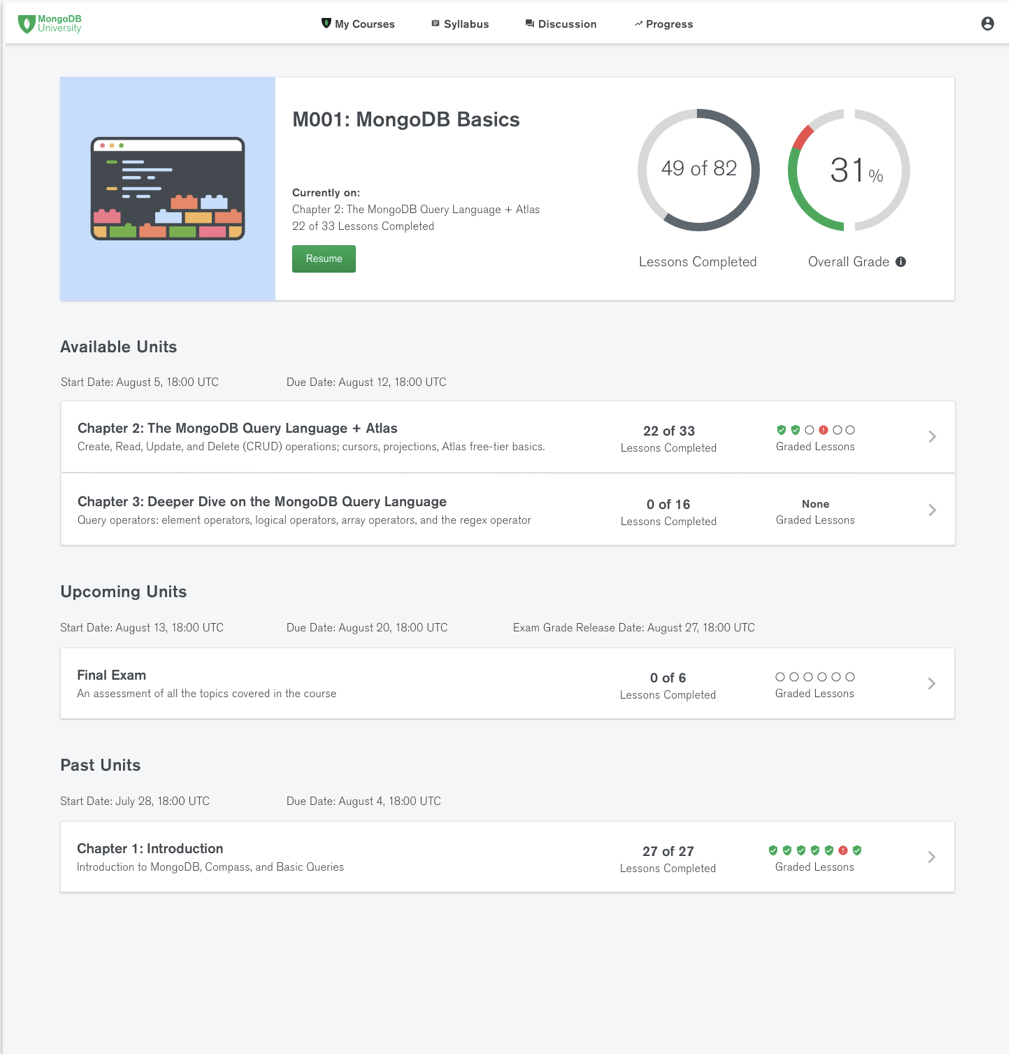 MongoDB
University
My Courses
Syllabus
Discussion
Progress
M001: MongoDB Basics
Currently on:
Chapter 2: The MongoDB Query Language + Atlas
22 of 33 Lessons Completed
Resume
49 of 82
Lessons Completed
31 %
Overall Grade
Available Units
Start Date: August 5, 18:00 UTC
Due Date: August 12, 18:00 UTC
Chapter 2: The MongoDB Query Language + Atlas
Create, Read, Update, and Delete (CRUD) operations; cursors, projections, Atlas free-tier basics.
22 of 33
Lessons Completed
Graded Lessons
Chapter 3: Deeper Dive on the MongoDB Query Language
Query operators: element operators, logical operators, array operators, and the regex operator
0 of 16
Lessons Completed
None
Graded Lessons
Upcoming Units
Start Date: August 13, 18:00 UTC
Due Date: August 20, 18:00 UTC
Exam Grade Release Date: August 27, 18:00 UTC
Final Exam
An assessment of all the topics covered in the course
0 of 6
Lessons Completed
Graded Lessons
Past Units
Start Date: July 28, 18:00 UTC
Due Date: August 4, 18:00 UTC
Chapter 1: Introduction
Introduction to MongoDB, Compass, and Basic Queries
27 of 27
Lessons Completed
Graded Lessons